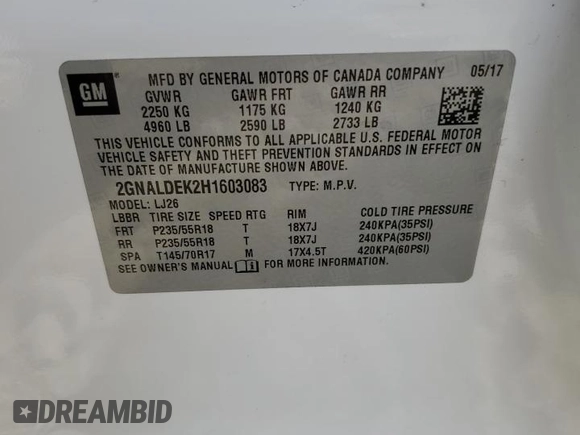 GM
MFD BY GENERAL MOTORS OF CANADA COMPANY 05/17
GVWR GAWR FRT GAWR RR
2250 KG 1175 KG 1240 KG
4960 LB 2590 LB 2733 LB
THIS VEHICLE CONFORMS TO ALL APPLICABLE U.S. FEDERAL MOTOR
VEHICLE SAFETY AND THEFT PREVENTION STANDARDS IN EFFECT ON
THE DATE OF MANUFACTURE SHOWN ABOVE.
2GNALDEK2H1603083 TYPE: M.P.V.
MODEL: LJ26
LBBR TIRE SIZE SPEED RTG RIM COLD TIRE PRESSURE
FRT P235/55R18 T 18X7J 240KPA(35PSI)
RR P235/55R18 T 18X7J 240KPA(35PSI)
SPA T145/70R17 M 17X4.5T 420KPA(60PSI)
SEE OWNER'S MANUAL FOR MORE INFORMATION.
DREAMBID